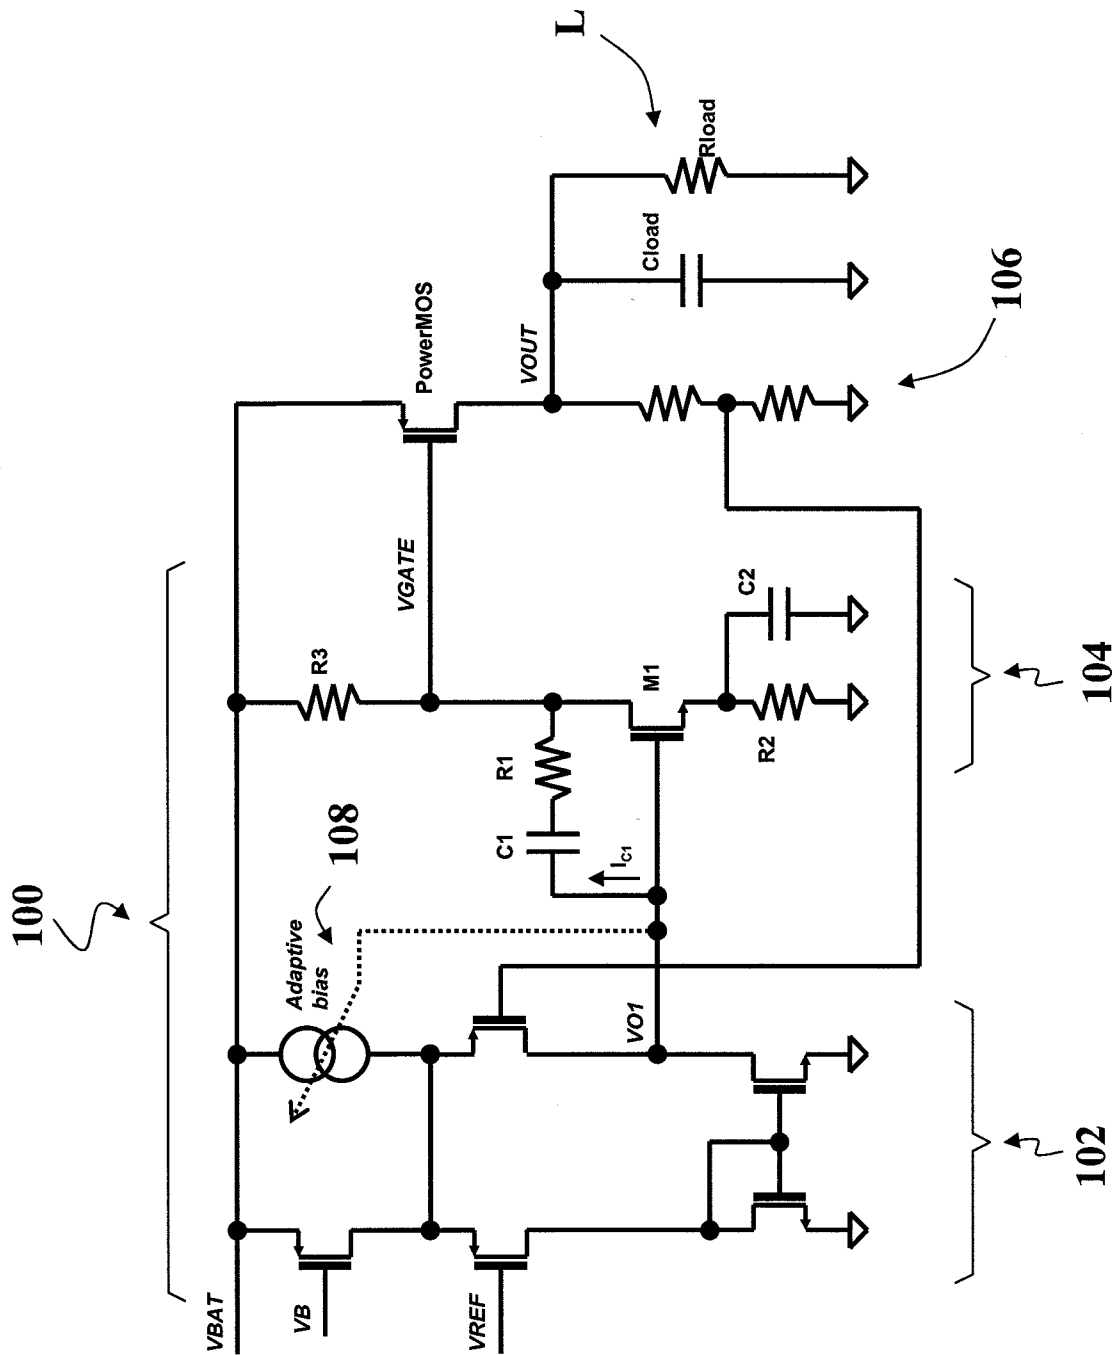 100
VBAT
VB
VREF
Adaptive
bias
108
R3
VGATE
PowerMOS
VOUT
L
Cload
Rload
VO1
C1
R1
IC1
M1
R2
C2
102
104
106